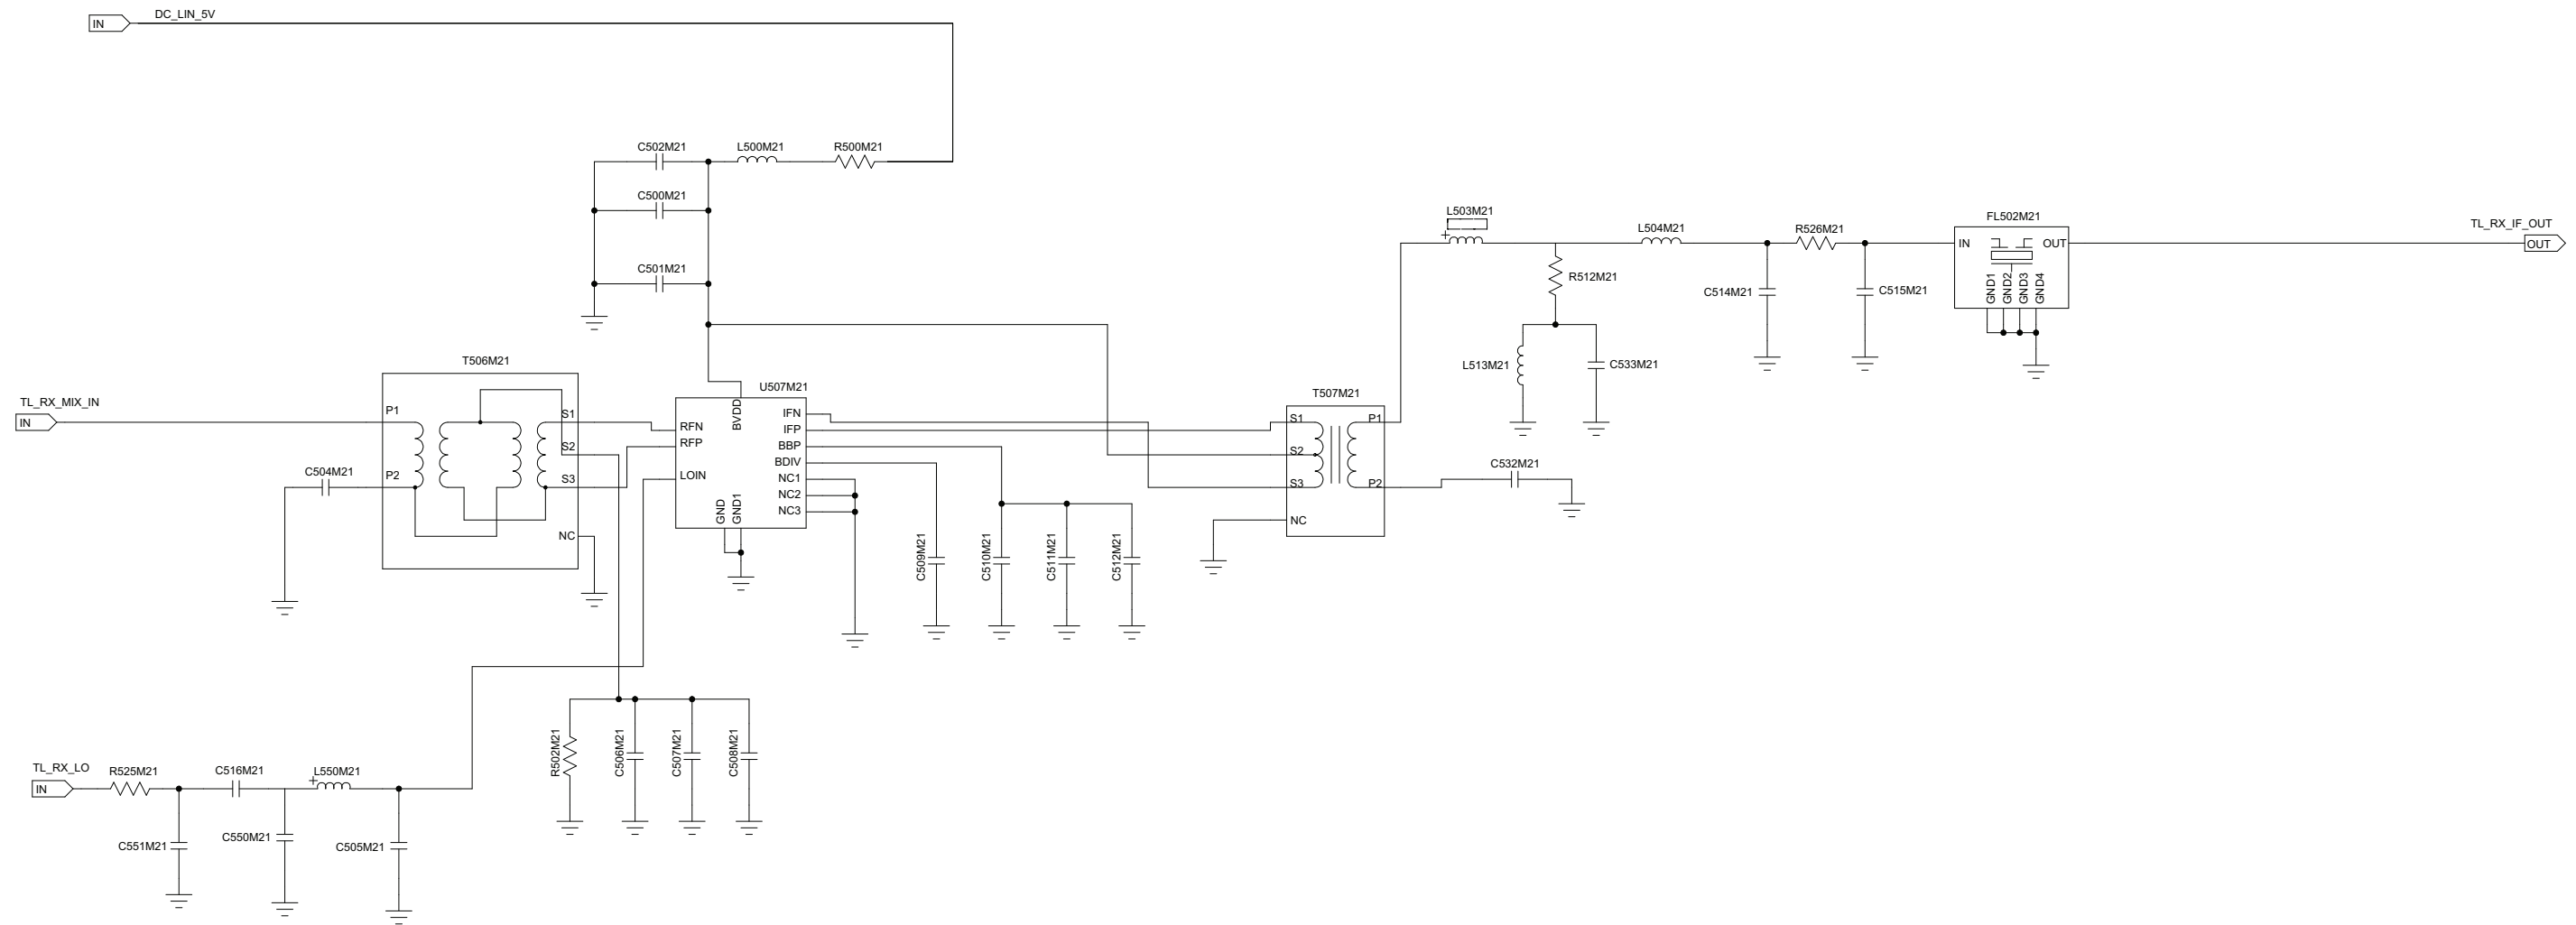 DC_LIN_5V
IN
C502M21
L500M21
R500M21
C500M21
C501M21
L503M21
+
L504M21
R526M21
FL502M21
TL_RX_IF_OUT
IN
OUT
OUT
GND1
GND2
GND3
GND4
R512M21
C514M21
C515M21
L513M21
C533M21
T506M21
U507M21
T507M21
TL_RX_MIX_IN
IN
P1
P2
S1
S2
S3
NC
C504M21
BVDD
RFN
RFP
LOIN
GND
GND1
IFN
IFP
BBP
BDIV
NC1
NC2
NC3
S1
S2
S3
NC
P1
P2
C532M21
C509M21
C510M21
C511M21
C512M21
R502M21
C506M21
C507M21
C508M21
TL_RX_LO
IN
R525M21
C516M21
L550M21
+
C551M21
C550M21
C505M21